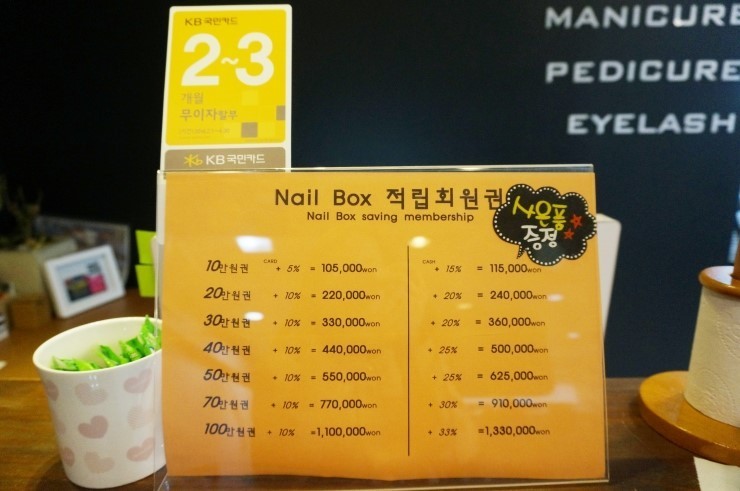 KB 국민카드
2~3
개월
무이자할부
KB 국민카드
MANICURE
PEDICURE
EYELASH
Nail Box 적립회원권
Nail Box saving membership
사은품
증정
CARD
CASH
10만원권 + 5% = 105,000won + 15% = 115,000won
20만원권 + 10% = 220,000won + 20% = 240,000won
30만원권 + 10% = 330,000won + 20% = 360,000won
40만원권 + 10% = 440,000won + 25% = 500,000won
50만원권 + 10% = 550,000won + 25% = 625,000won
70만원권 + 10% = 770,000won + 30% = 910,000won
100만원권 + 10% =1,100,000won + 33% =1,330,000won